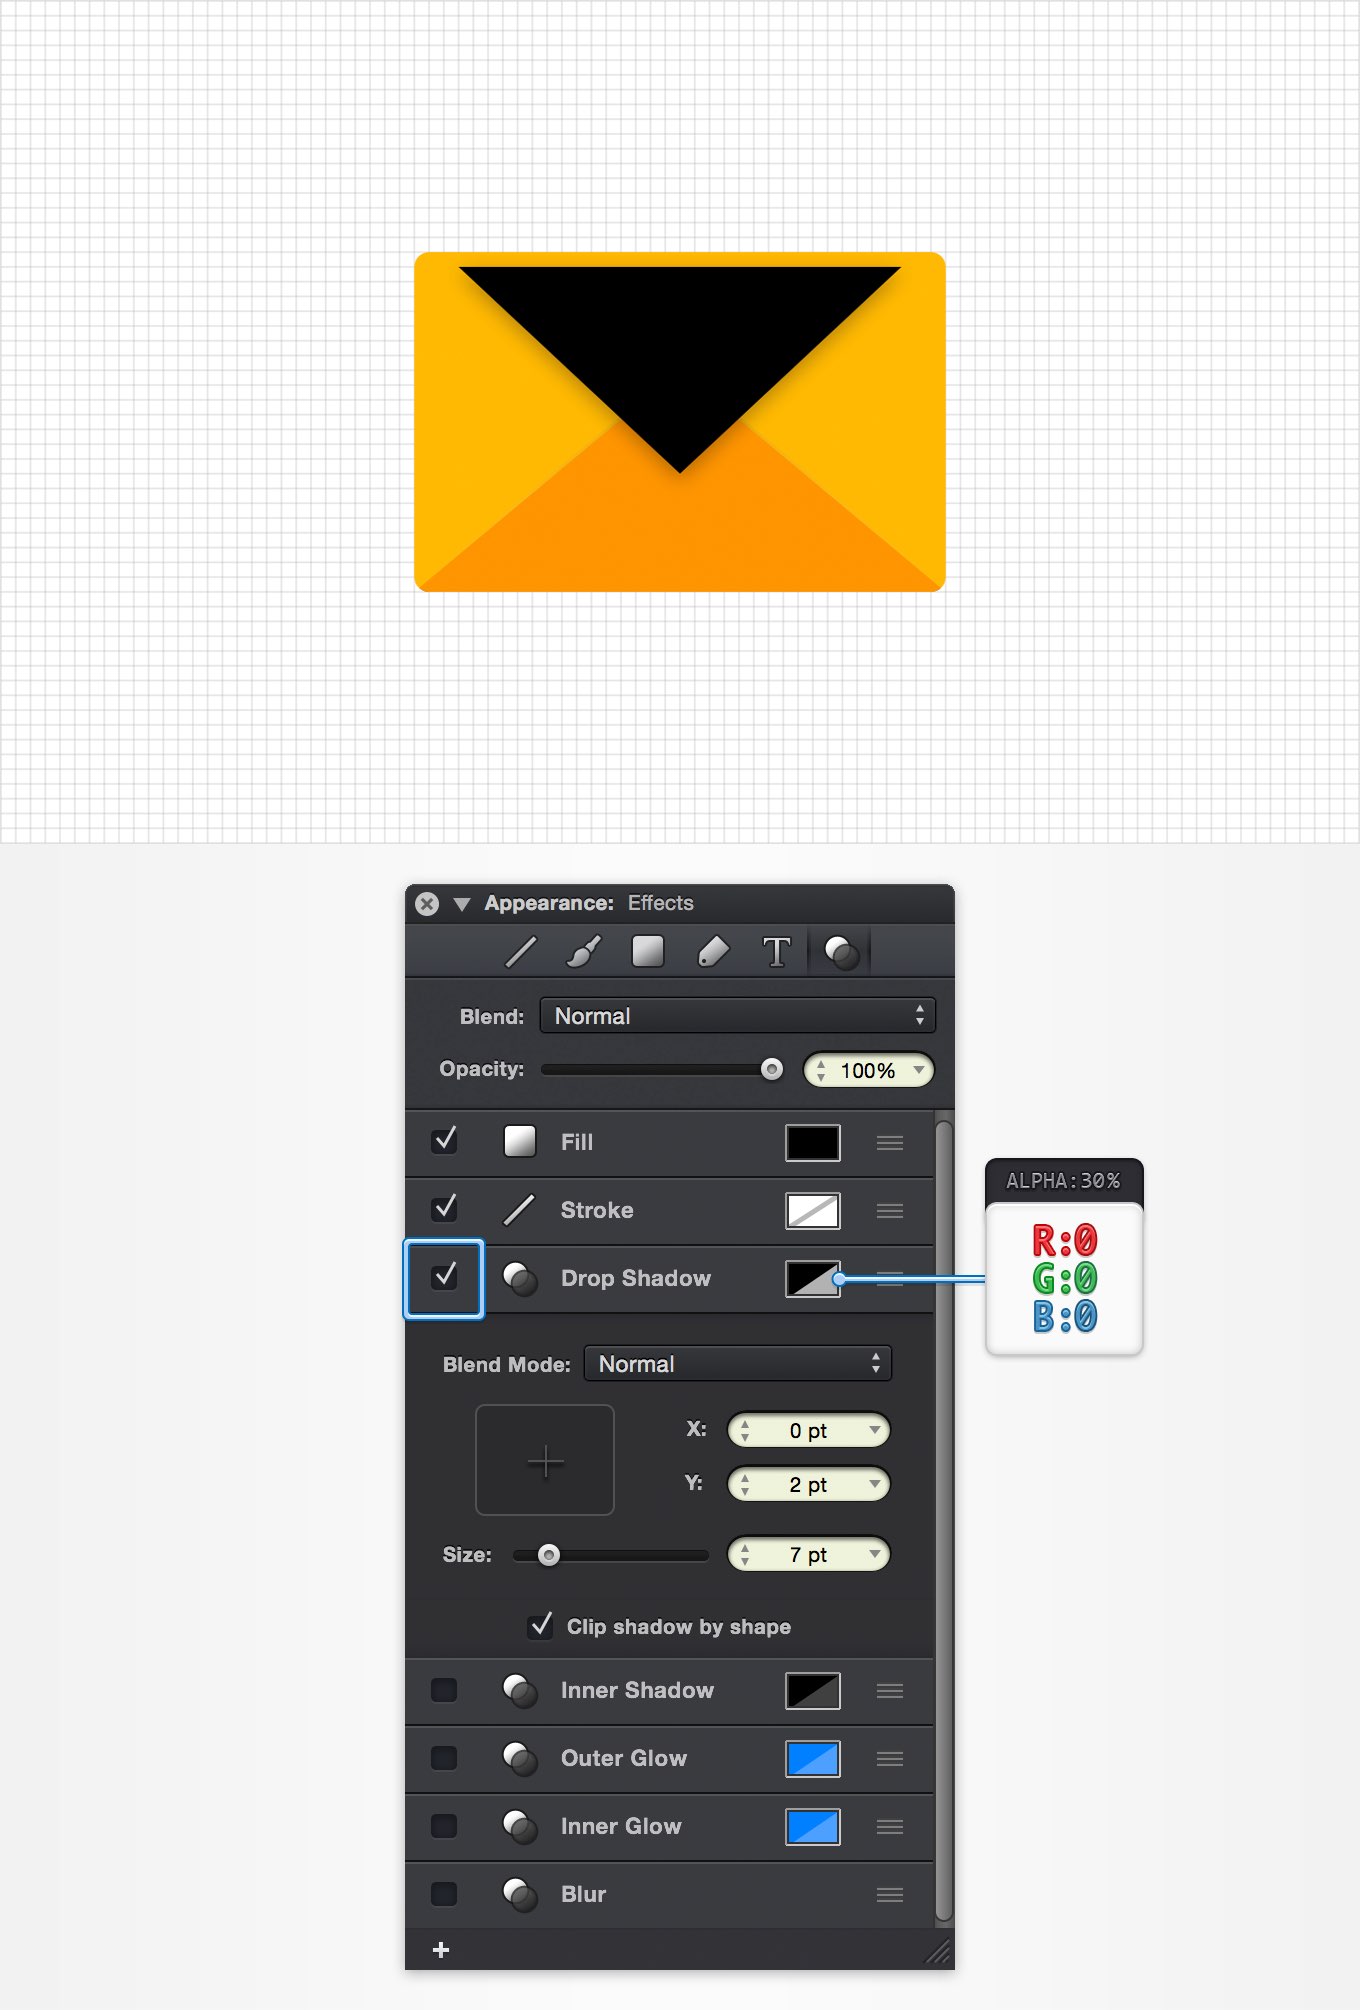 Appearance: Effects
T
Blend: Normal
Opacity: 100%
Fill
Stroke
Drop Shadow
ALPHA:30%
R:0
G:0
B:0
Blend Mode: Normal
X: 0 pt
Y: 2 pt
Size: 7 pt
Clip shadow by shape
Inner Shadow
Outer Glow
Inner Glow
Blur